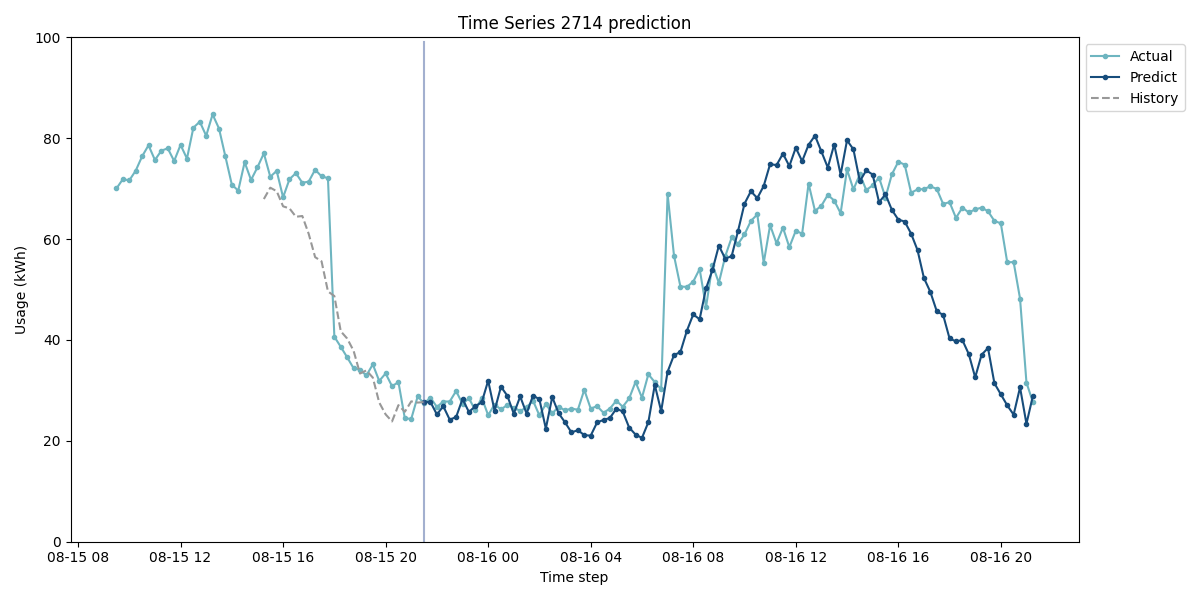 Time Series 2714 prediction
Usage (kWh)
100
80
60
40
20
0
08-15 08
08-15 12
08-15 16
08-15 20
08-16 00
08-16 04
08-16 08
08-16 12
08-16 16
08-16 20
Time step
Actual
Predict
History